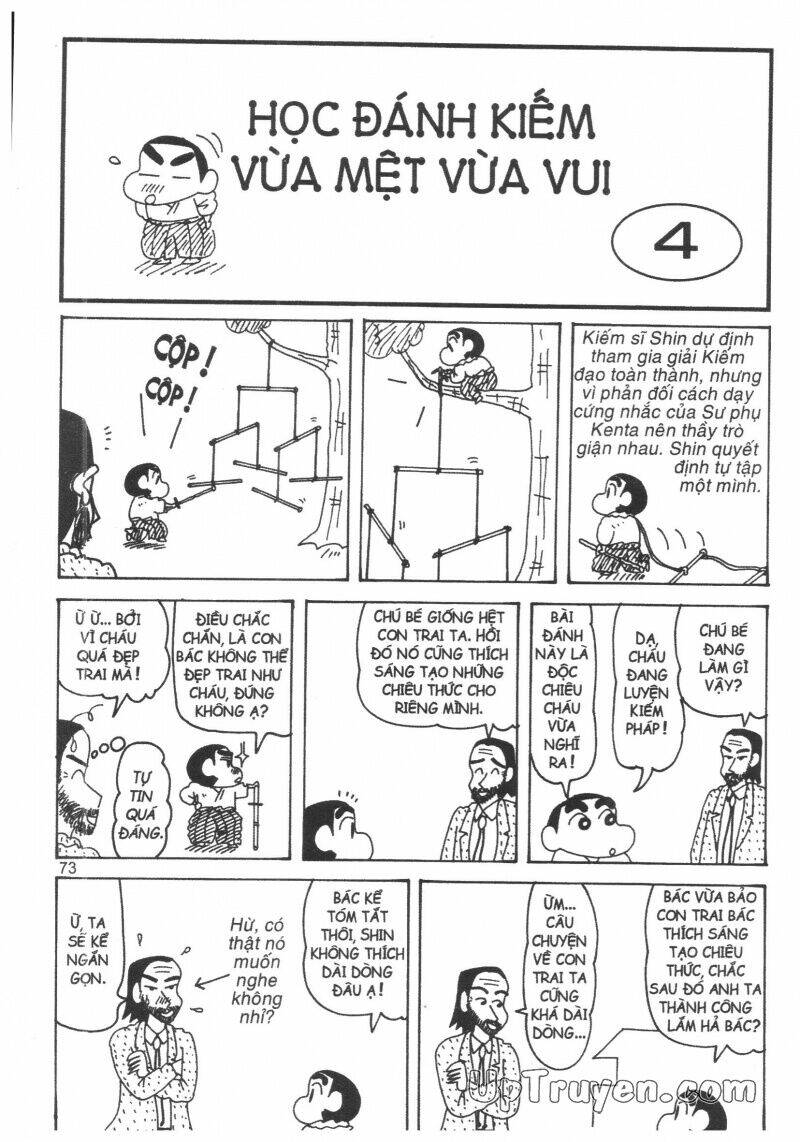 HỌC ĐÁNH KIẾM
VỪA MỆT VỪA VUI
4
Kiếm sĩ Shin dự định
tham gia giải Kiếm
đạo toàn thành, nhưng
vì phản đối cách dạy
cứng nhắc của Sư phụ
Kenta nên thầy trò
giận nhau. Shin quyết
định tự tập
một mình.
CỘP!
CỘP!
CHÚ BÉ
ĐANG
LÀM GÌ
VẬY?
DẠ,
CHÁU
ĐANG
LUYỆN
KIẾM
PHÁP!
BÀI
ĐÁNH
NÀY LÀ
ĐỘC
CHIÊU
CHÁU
VỪA
NGHĨ
RA!
CHÚ BÉ GIỐNG HỆT
CON TRAI TA. HỒI
ĐÓ NÓ CŨNG THÍCH
SÁNG TẠO NHỮNG
CHIÊU THỨC CHO
RIÊNG MÌNH.
ĐIỀU CHẮC
CHẮN, LÀ CON
BÁC KHÔNG THỂ
ĐẸP TRAI NHƯ
CHÁU, ĐÚNG
KHÔNG Ạ?
Ừ Ừ... BỞI
VÌ CHÁU
QUÁ ĐẸP
TRAI MÀ!
TỰ
TIN
QUÁ
ĐÁNG.
73
BÁC VỪA BẢO
CON TRAI BÁC
THÍCH SÁNG
TẠO CHIÊU
THỨC, CHẮC
SAU ĐÓ ANH TA
THÀNH CÔNG
LẮM HẢ BÁC?
ỪM...
CÂU
CHUYỆN
VỀ CON
TRAI TA
CŨNG
KHÁ DÀI
DÒNG...
BÁC KỂ
TÓM TẮT
THÔI, SHIN
KHÔNG THÍCH
DÀI DÒNG
ĐÂU Ạ!
Hừ, có
thật nó
muốn
nghe
không
nhỉ?
Ừ, TA
SẼ KỂ
NGẮN
GỌN.
UpTruyen.com